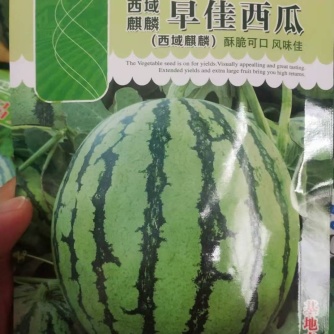 西域
麒麟
早佳西瓜
(西域麒麟) 酥脆可口 风味佳
The Vegetable seed is on for yields. Visually appealing and great eating.
Extended yields and extra large fruit bring you high returns.
地